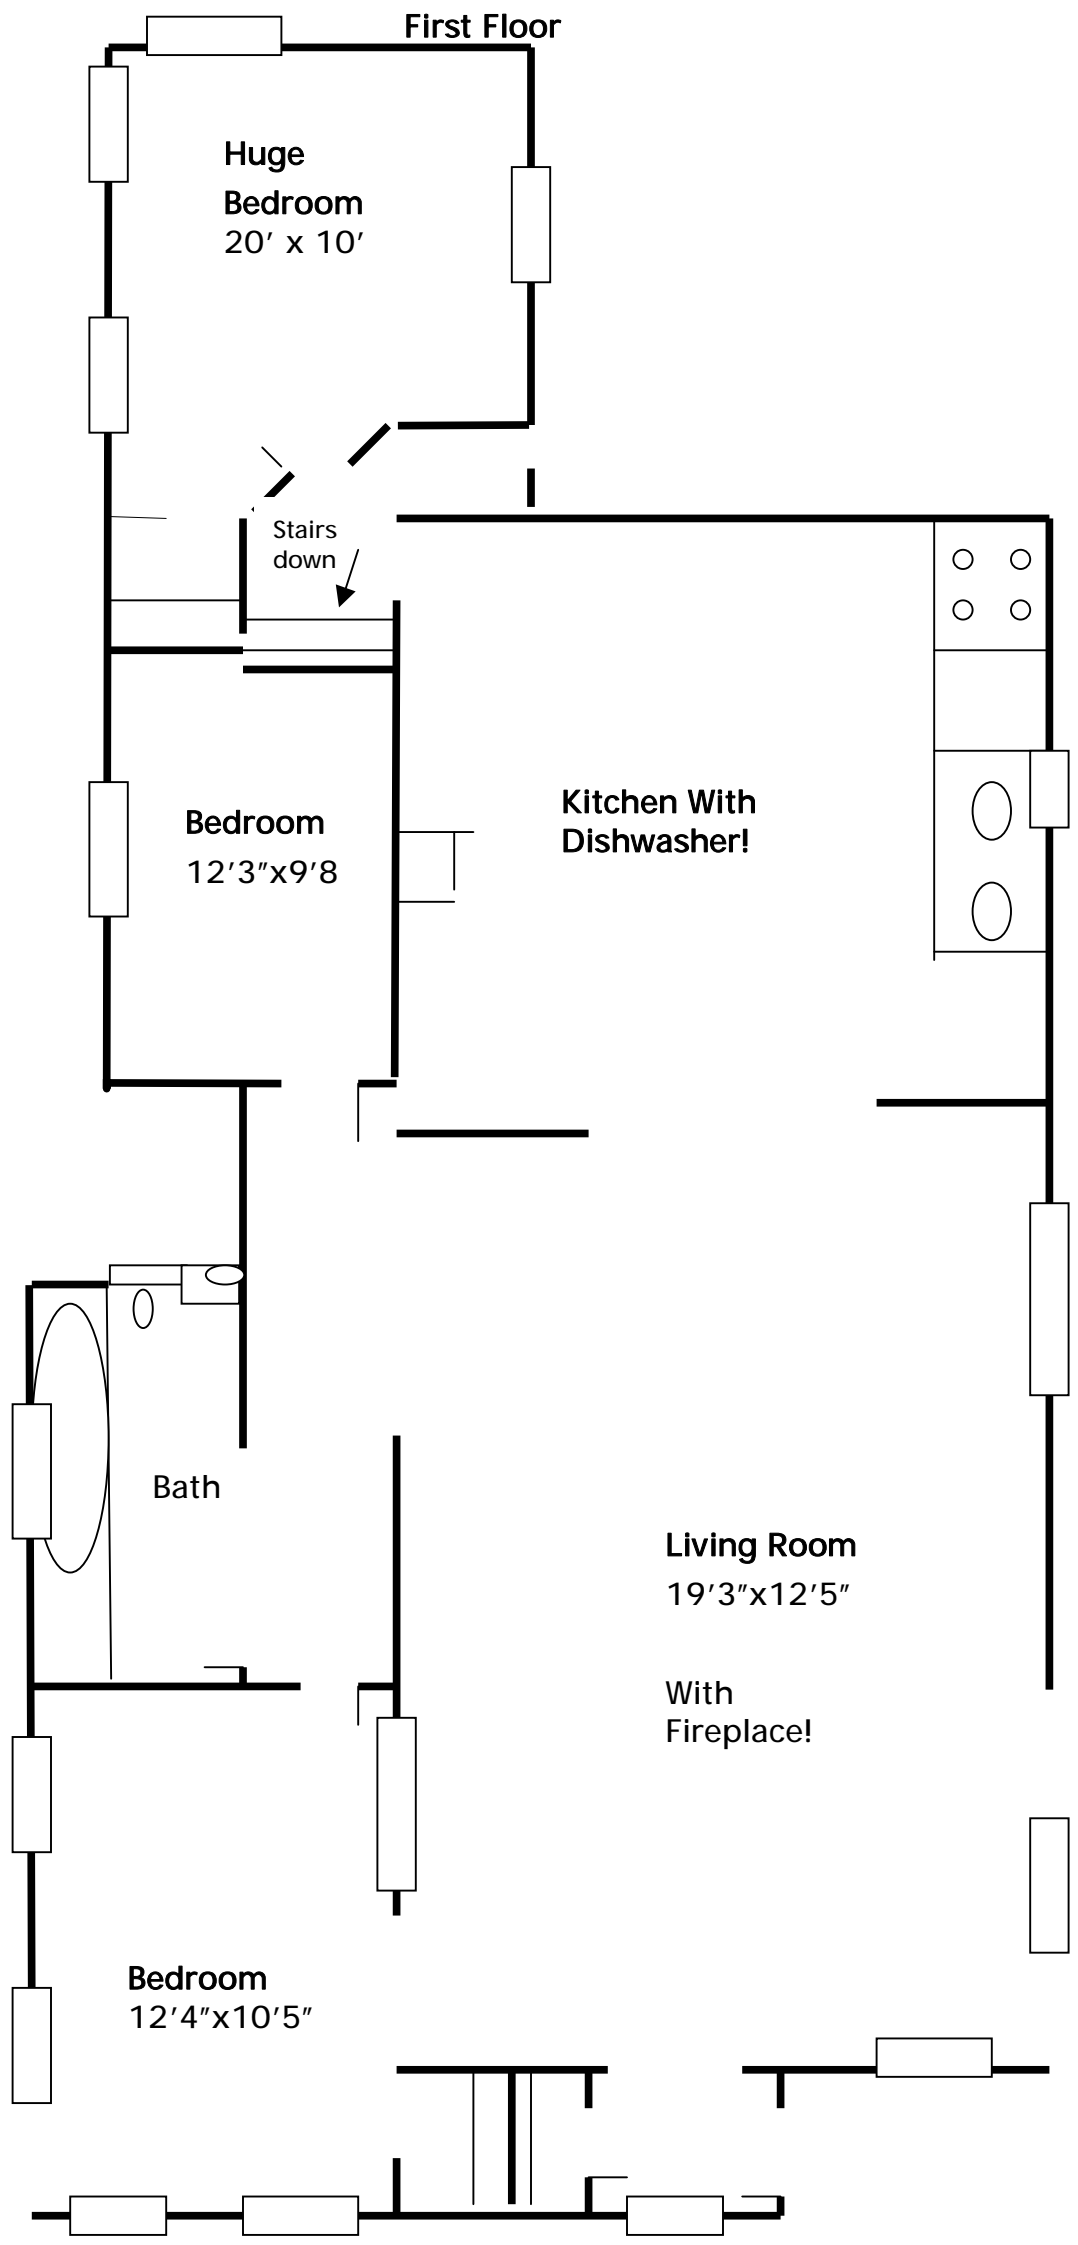 First Floor
Huge
Bedroom
20’ x 10’
Stairs
down
Kitchen With
Dishwasher!
Bedroom
12’3”x9’8
Bath
Living Room
19’3”x12’5”
With
Fireplace!
Bedroom
12’4”x10’5”